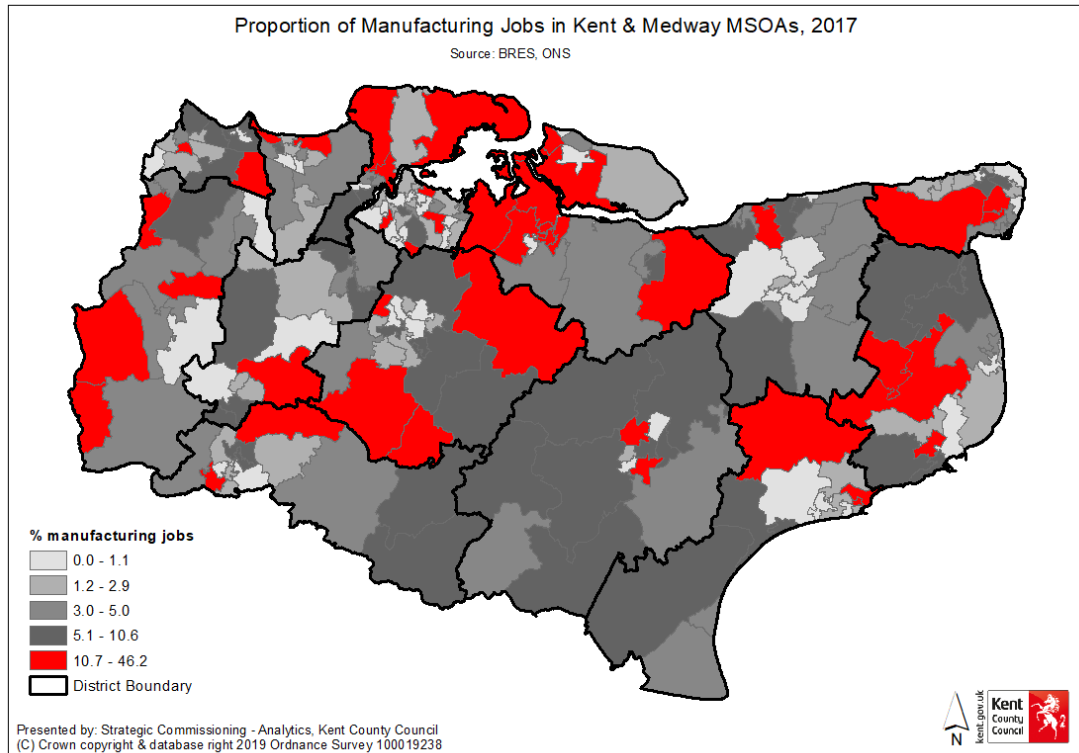 Proportion of Manufacturing Jobs in Kent & Medway MSOAs, 2017
Source: BRES, ONS
% manufacturing jobs
0.0 - 1.1
1.2 - 2.9
3.0 - 5.0
5.1 - 10.6
10.7 - 46.2
District Boundary
Presented by: Strategic Commissioning - Analytics, Kent County Council
(C) Crown copyright & database right 2019 Ordnance Survey 100019238
N
kent.gov.uk
Kent
County
Council